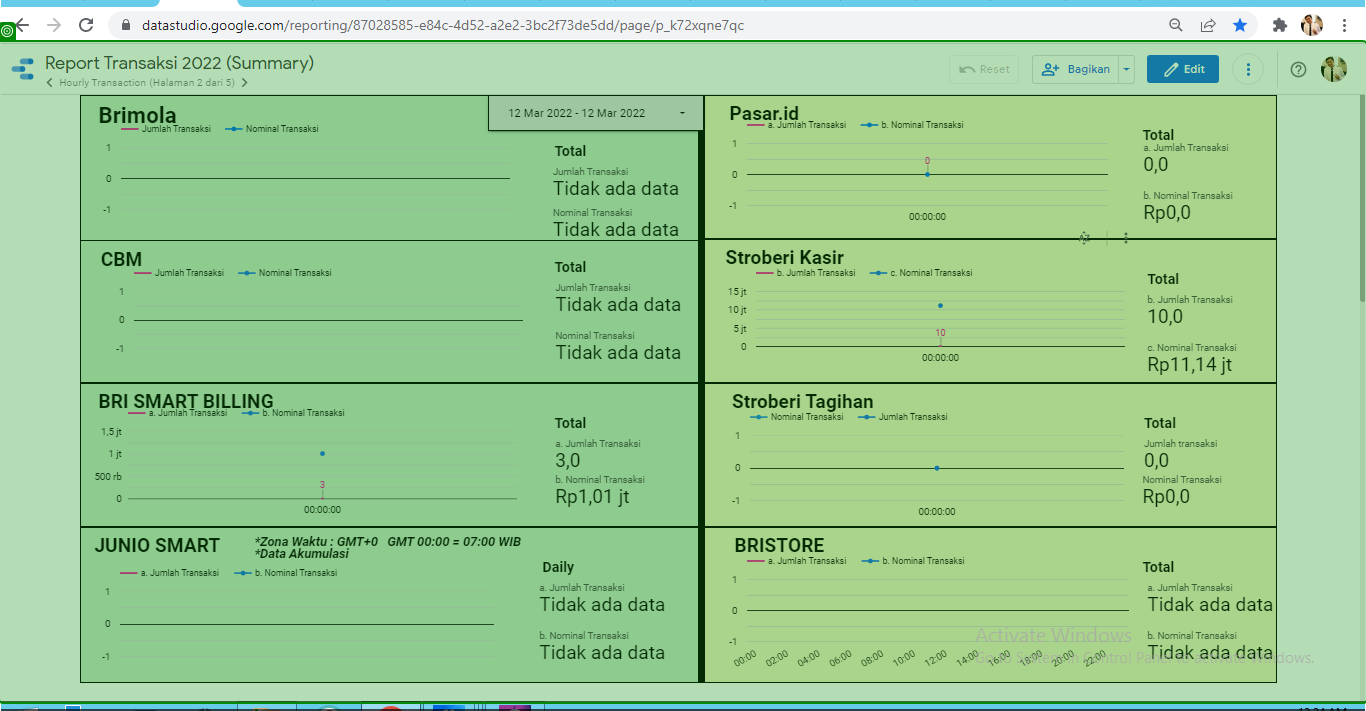 datastudio.google.com/reporting/87028585-e84c-4d52-a2e2-3bc2f73de5dd/page/p_k72xqne7qc
Report Transaksi 2022 (Summary)
Hourly Transaction (Halaman 2 dari 5)
Reset
Bagikan
Edit
Brimola
12 Mar 2022 - 12 Mar 2022
Jumlah Transaksi
Nominal Transaksi
1
0
-1
Total
Jumlah Transaksi
Tidak ada data
Nominal Transaksi
Tidak ada data
Pasar.id
a. Jumlah Transaksi
b. Nominal Transaksi
1
0
0
-1
00:00:00
Total
a. Jumlah Transaksi
0,0
b. Nominal Transaksi
Rp0,0
CBM
Jumlah Transaksi
Nominal Transaksi
1
0
-1
Total
Jumlah Transaksi
Tidak ada data
Nominal Transaksi
Tidak ada data
Stroberi Kasir
b. Jumlah Transaksi
c. Nominal Transaksi
15 jt
10 jt
5 jt
0
10
00:00:00
Total
b. Jumlah Transaksi
10,0
c. Nominal Transaksi
Rp11,14 jt
BRI SMART BILLING
a. Jumlah Transaksi
b. Nominal Transaksi
1,5 jt
1 jt
500 rb
0
3
00:00:00
Total
a. Jumlah Transaksi
3,0
b. Nominal Transaksi
Rp1,01 jt
Stroberi Tagihan
Nominal Transaksi
Jumlah Transaksi
1
0
-1
00:00:00
Total
Jumlah transaksi
0,0
Nominal Transaksi
Rp0,0
JUNIO SMART
*Zona Waktu : GMT+0 GMT 00:00 = 07:00 WIB
*Data Akumulasi
a. Jumlah Transaksi
b. Nominal Transaksi
1
0
-1
Daily
a. Jumlah Transaksi
Tidak ada data
b. Nominal Transaksi
Tidak ada data
BRISTORE
a. Jumlah Transaksi
b. Nominal Transaksi
1
0
-1
00:00
02:00
04:00
06:00
08:00
10:00
12:00
14:00
16:00
18:00
20:00
22:00
Total
a. Jumlah Transaksi
Tidak ada data
b. Nominal Transaksi
Tidak ada data
Activate Windows
Go to System in Control Panel to activate Windows.